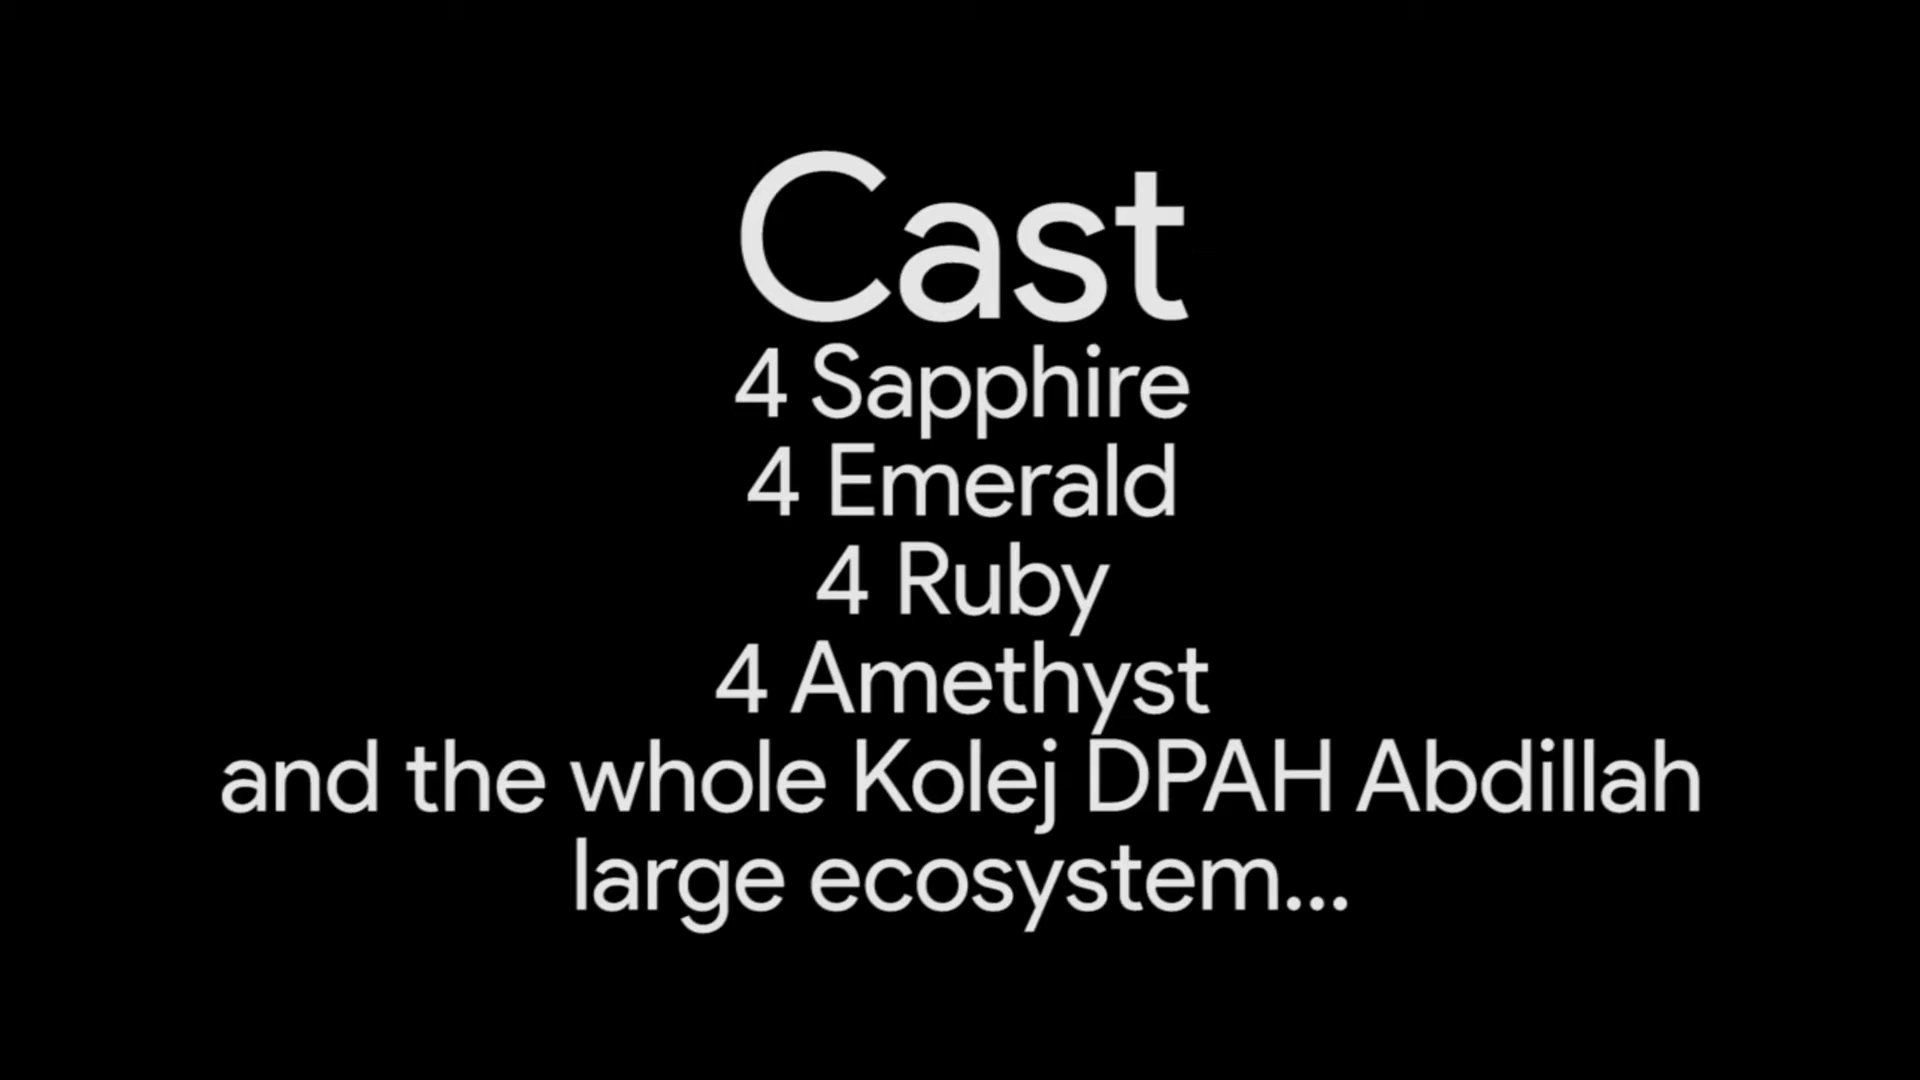 Cast
4 Sapphire
4 Emerald
4 Ruby
4 Amethyst
and the whole Kolej DPAH Abdillah
large ecosystem...